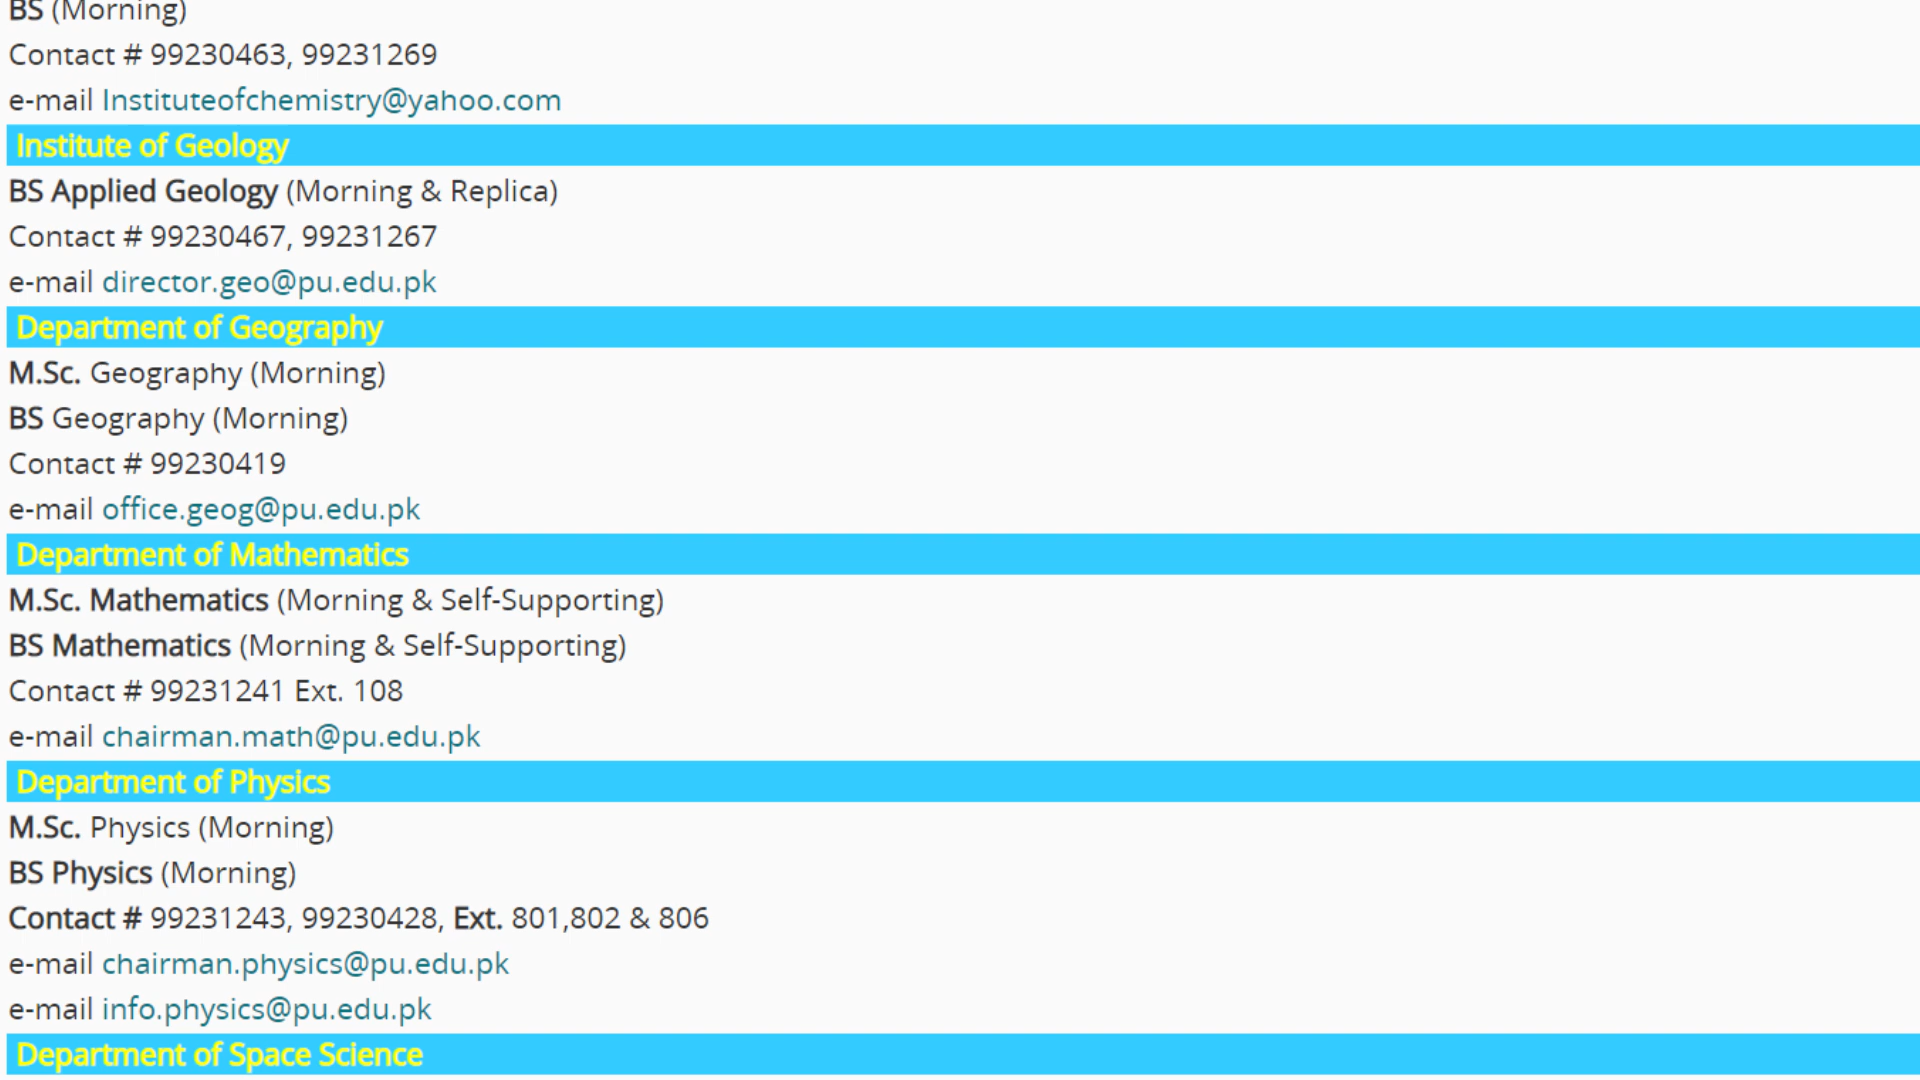 BS (Morning)
Contact # 99230463, 99231269
e-mail Instituteofchemistry@yahoo.com
Institute of Geology
BS Applied Geology (Morning & Replica)
Contact # 99230467, 99231267
e-mail director.geo@pu.edu.pk
Department of Geography
M.Sc. Geography (Morning)
BS Geography (Morning)
Contact # 99230419
e-mail office.geog@pu.edu.pk
Department of Mathematics
M.Sc. Mathematics (Morning & Self-Supporting)
BS Mathematics (Morning & Self-Supporting)
Contact # 99231241 Ext. 108
e-mail chairman.math@pu.edu.pk
Department of Physics
M.Sc. Physics (Morning)
BS Physics (Morning)
Contact # 99231243, 99230428, Ext. 801,802 & 806
e-mail chairman.physics@pu.edu.pk
e-mail info.physics@pu.edu.pk
Department of Space Science